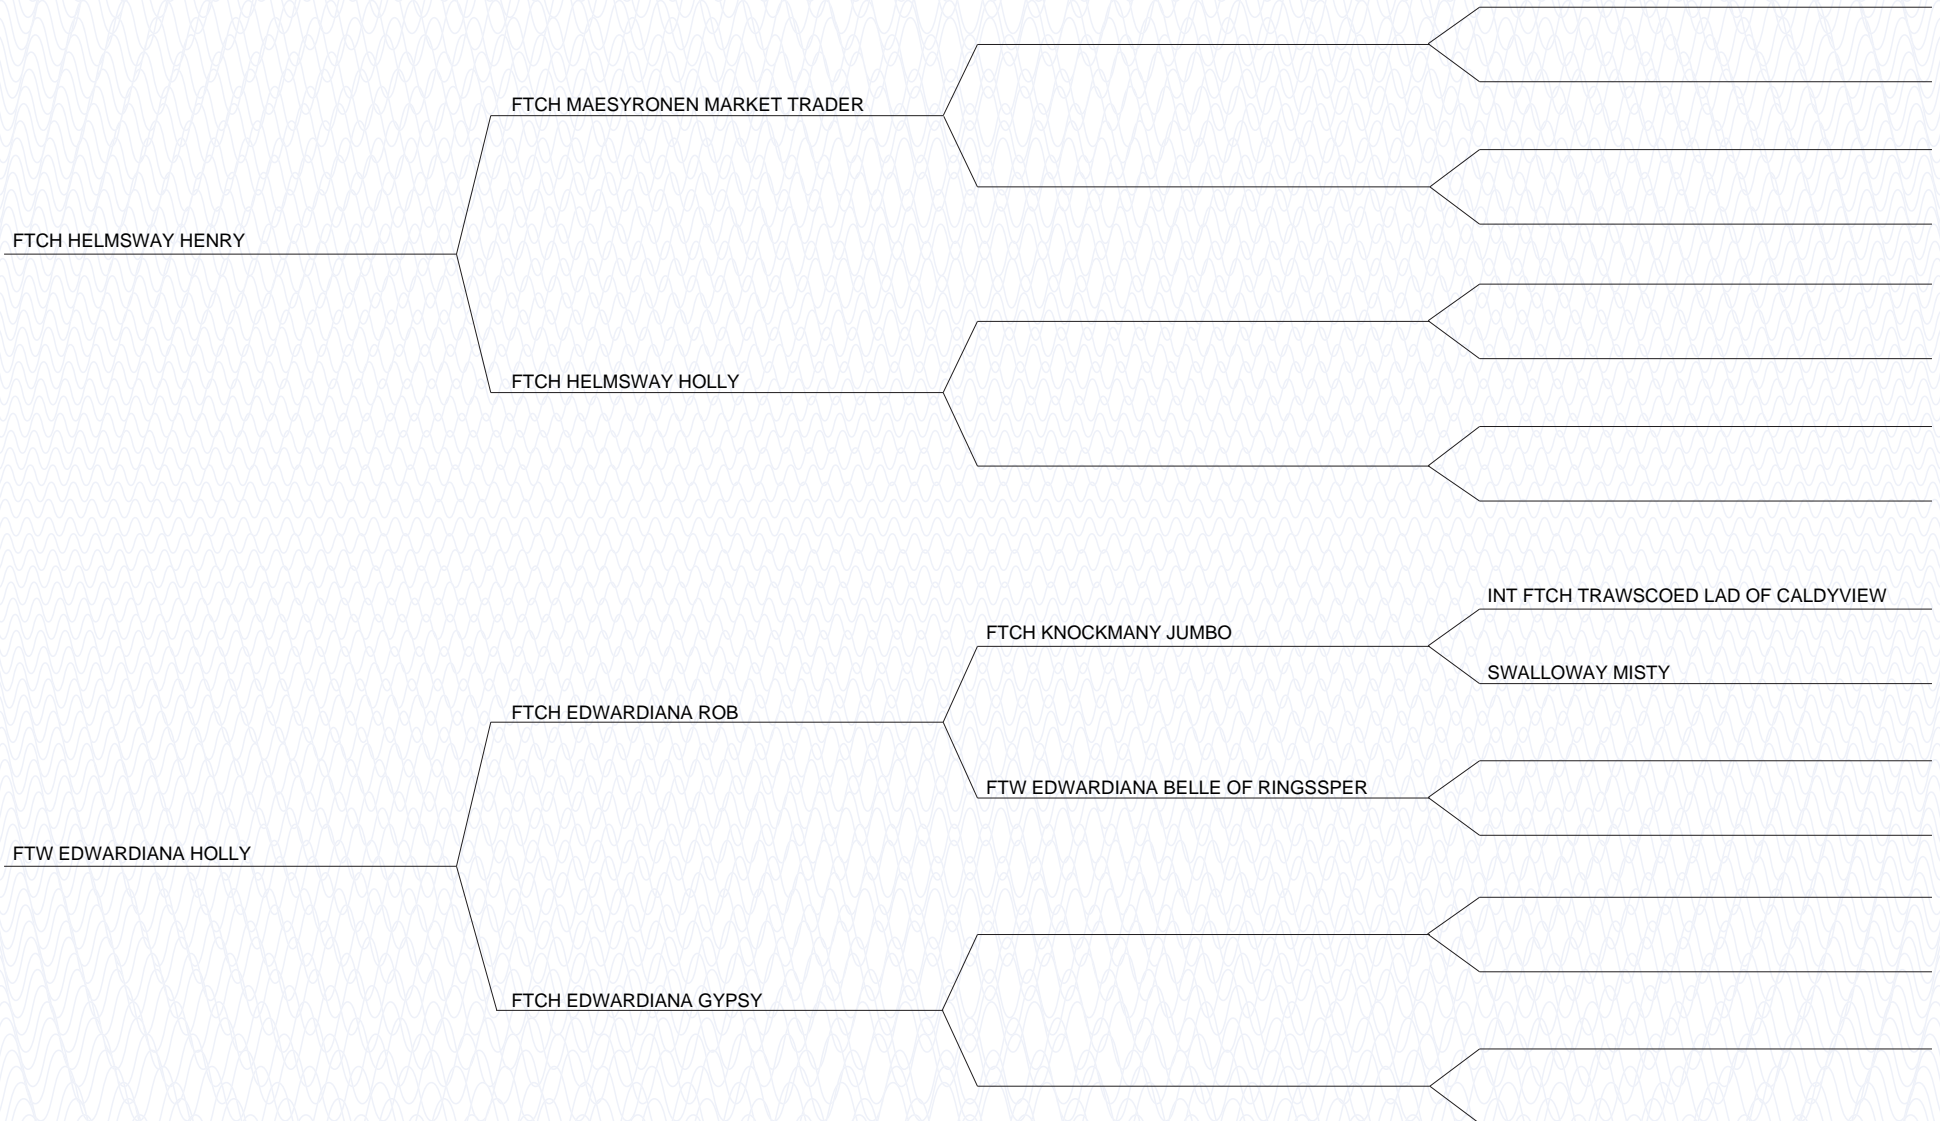 FTCH MAESYRONEN MARKET TRADER
FTCH HELMSWAY HENRY
FTCH HELMSWAY HOLLY
INT FTCH TRAWSCOED LAD OF CALDYVIEW
FTCH KNOCKMANY JUMBO
SWALLOWAY MISTY
FTCH EDWARDIANA ROB
FTW EDWARDIANA BELLE OF RINGSSPER
FTW EDWARDIANA HOLLY
FTCH EDWARDIANA GYPSY